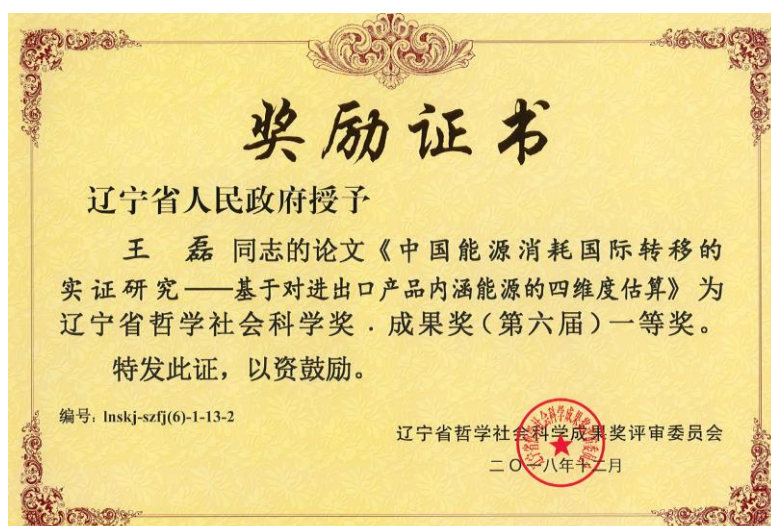 奖励证书
辽宁省人民政府授予
王 磊 同志的论文《中国能源消耗国际转移的
实证研究——基于对进出口产品内涵能源的四维度估算》为
辽宁省哲学社会科学奖．成果奖（第六届）一等奖。
特发此证，以资鼓励。
编号：lnskj-szfj(6)-1-13-2
辽宁省哲学社会科学成果奖评审委员会
二〇一八年十二月